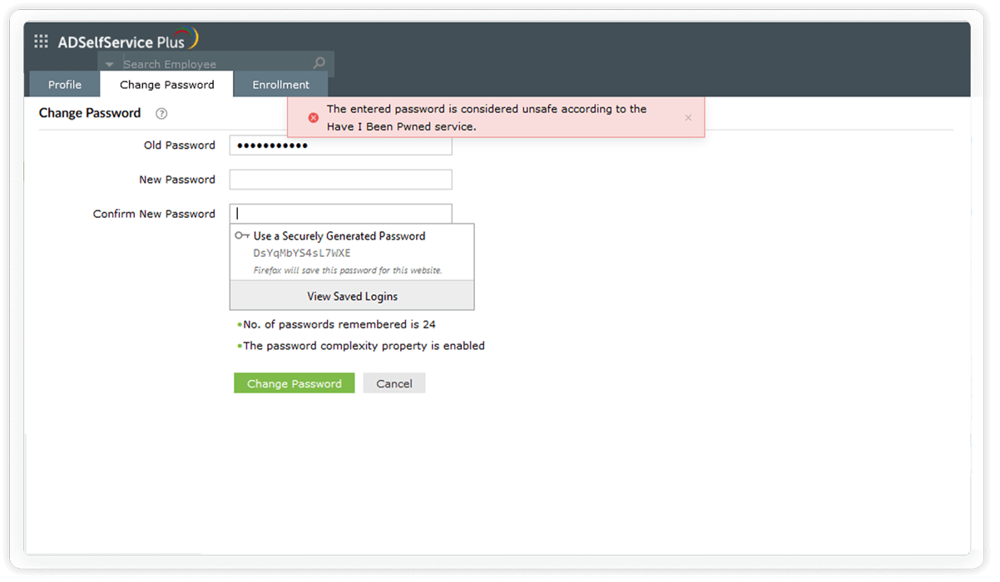 ADSelfService Plus
Search Employee
Profile
Change Password
Enrollment
Change Password ?
The entered password is considered unsafe according to the
Have I Been Pwned service.
Old Password
New Password
Confirm New Password
Use a Securely Generated Password
DsYqMbYS4sL7WXE
Firefox will save this password for this website.
View Saved Logins
No. of passwords remembered is 24
The password complexity property is enabled
Change Password
Cancel